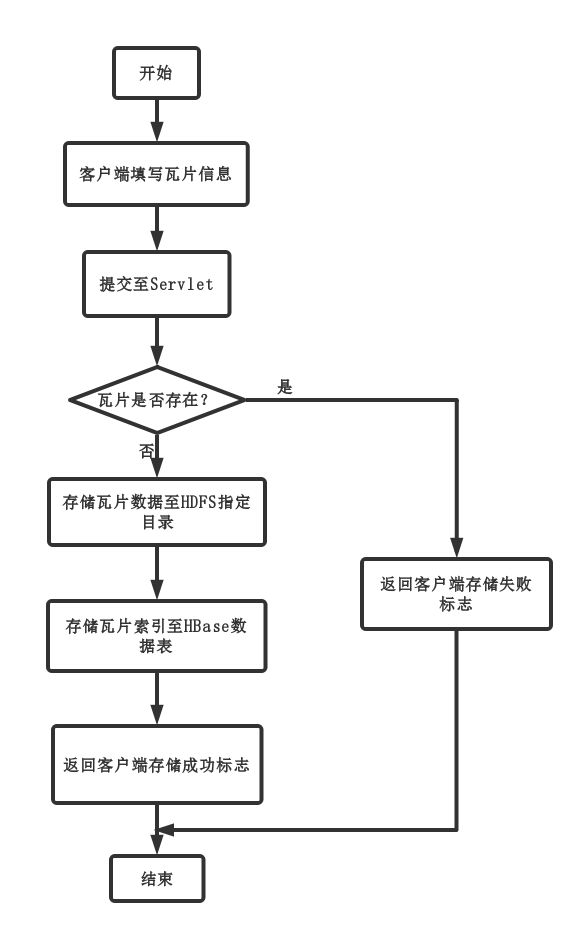 开始
客户端填写瓦片信息
提交至Servlet
瓦片是否存在？
是
否
存储瓦片数据至HDFS指定
目录
返回客户端存储失败
标志
存储瓦片索引至HBase数
据表
返回客户端存储成功标志
结束